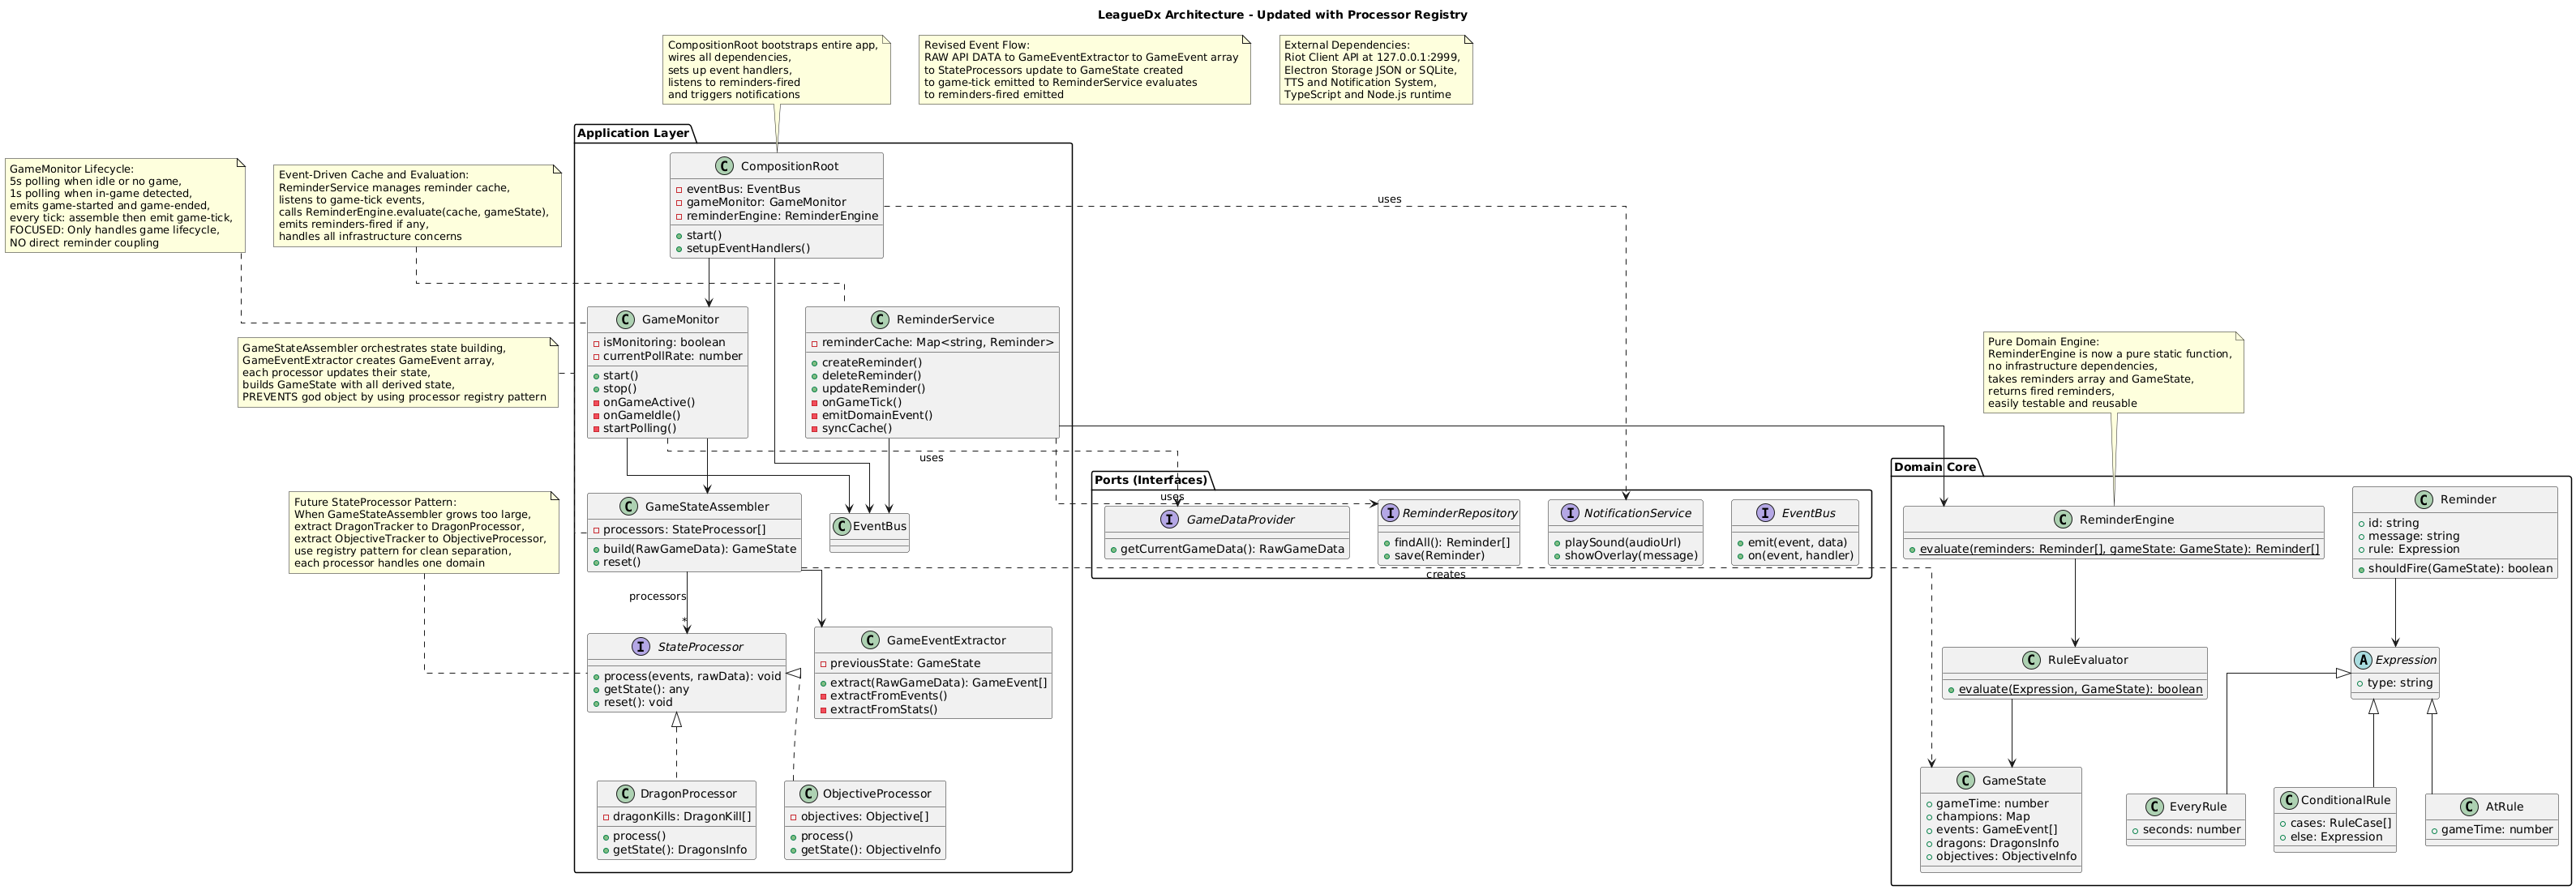 LeagueDx Architecture - Updated with Processor Registry
CompositionRoot bootstraps entire app,
wires all dependencies,
sets up event handlers,
listens to reminders-fired
and triggers notifications
Revised Event Flow:
RAW API DATA to GameEventExtractor to GameEvent array
to StateProcessors update to GameState created
to game-tick emitted to ReminderService evaluates
to reminders-fired emitted
External Dependencies:
Riot Client API at 127.0.0.1:2999,
Electron Storage JSON or SQLite,
TTS and Notification System,
TypeScript and Node.js runtime
GameMonitor Lifecycle:
5s polling when idle or no game,
1s polling when in-game detected,
emits game-started and game-ended,
every tick: assemble then emit game-tick,
FOCUSED: Only handles game lifecycle,
NO direct reminder coupling
Event-Driven Cache and Evaluation:
ReminderService manages reminder cache,
listens to game-tick events,
calls ReminderEngine.evaluate(cache, gameState),
emits reminders-fired if any,
handles all infrastructure concerns
Application Layer
C CompositionRoot
eventBus: EventBus
gameMonitor: GameMonitor
reminderEngine: ReminderEngine
start()
setupEventHandlers()
uses
C GameMonitor
isMonitoring: boolean
currentPollRate: number
start()
stop()
onGameActive()
onGameIdle()
startPolling()
C ReminderService
reminderCache: Map<string, Reminder>
createReminder()
deleteReminder()
updateReminder()
onGameTick()
emitDomainEvent()
syncCache()
GameStateAssembler orchestrates state building,
GameEventExtractor creates GameEvent array,
each processor updates their state,
builds GameState with all derived state,
PREVENTS god object by using processor registry pattern
Pure Domain Engine:
ReminderEngine is now a pure static function,
no infrastructure dependencies,
takes reminders array and GameState,
returns fired reminders,
easily testable and reusable
uses
Future StateProcessor Pattern:
When GameStateAssembler grows too large,
extract DragonTracker to DragonProcessor,
extract ObjectiveTracker to ObjectiveProcessor,
use registry pattern for clean separation,
each processor handles one domain
C GameStateAssembler
processors: StateProcessor[]
build(RawGameData): GameState
reset()
C EventBus
Ports (Interfaces)
uses
I GameDataProvider
getCurrentGameData(): RawGameData
I ReminderRepository
findAll(): Reminder[]
save(Reminder)
I NotificationService
playSound(audioUrl)
showOverlay(message)
I EventBus
emit(event, data)
on(event, handler)
creates
Domain Core
C ReminderEngine
evaluate(reminders: Reminder[], gameState: GameState): Reminder[]
C Reminder
id: string
message: string
rule: Expression
shouldFire(GameState): boolean
processors
*
I StateProcessor
process(events, rawData): void
getState(): any
reset(): void
C GameEventExtractor
previousState: GameState
extract(RawGameData): GameEvent[]
extractFromEvents()
extractFromStats()
C RuleEvaluator
evaluate(Expression, GameState): boolean
A Expression
type: string
C DragonProcessor
dragonKills: DragonKill[]
process()
getState(): DragonsInfo
C ObjectiveProcessor
objectives: Objective[]
process()
getState(): ObjectiveInfo
C GameState
gameTime: number
champions: Map
events: GameEvent[]
dragons: DragonsInfo
objectives: ObjectiveInfo
C EveryRule
seconds: number
C ConditionalRule
cases: RuleCase[]
else: Expression
C AtRule
gameTime: number